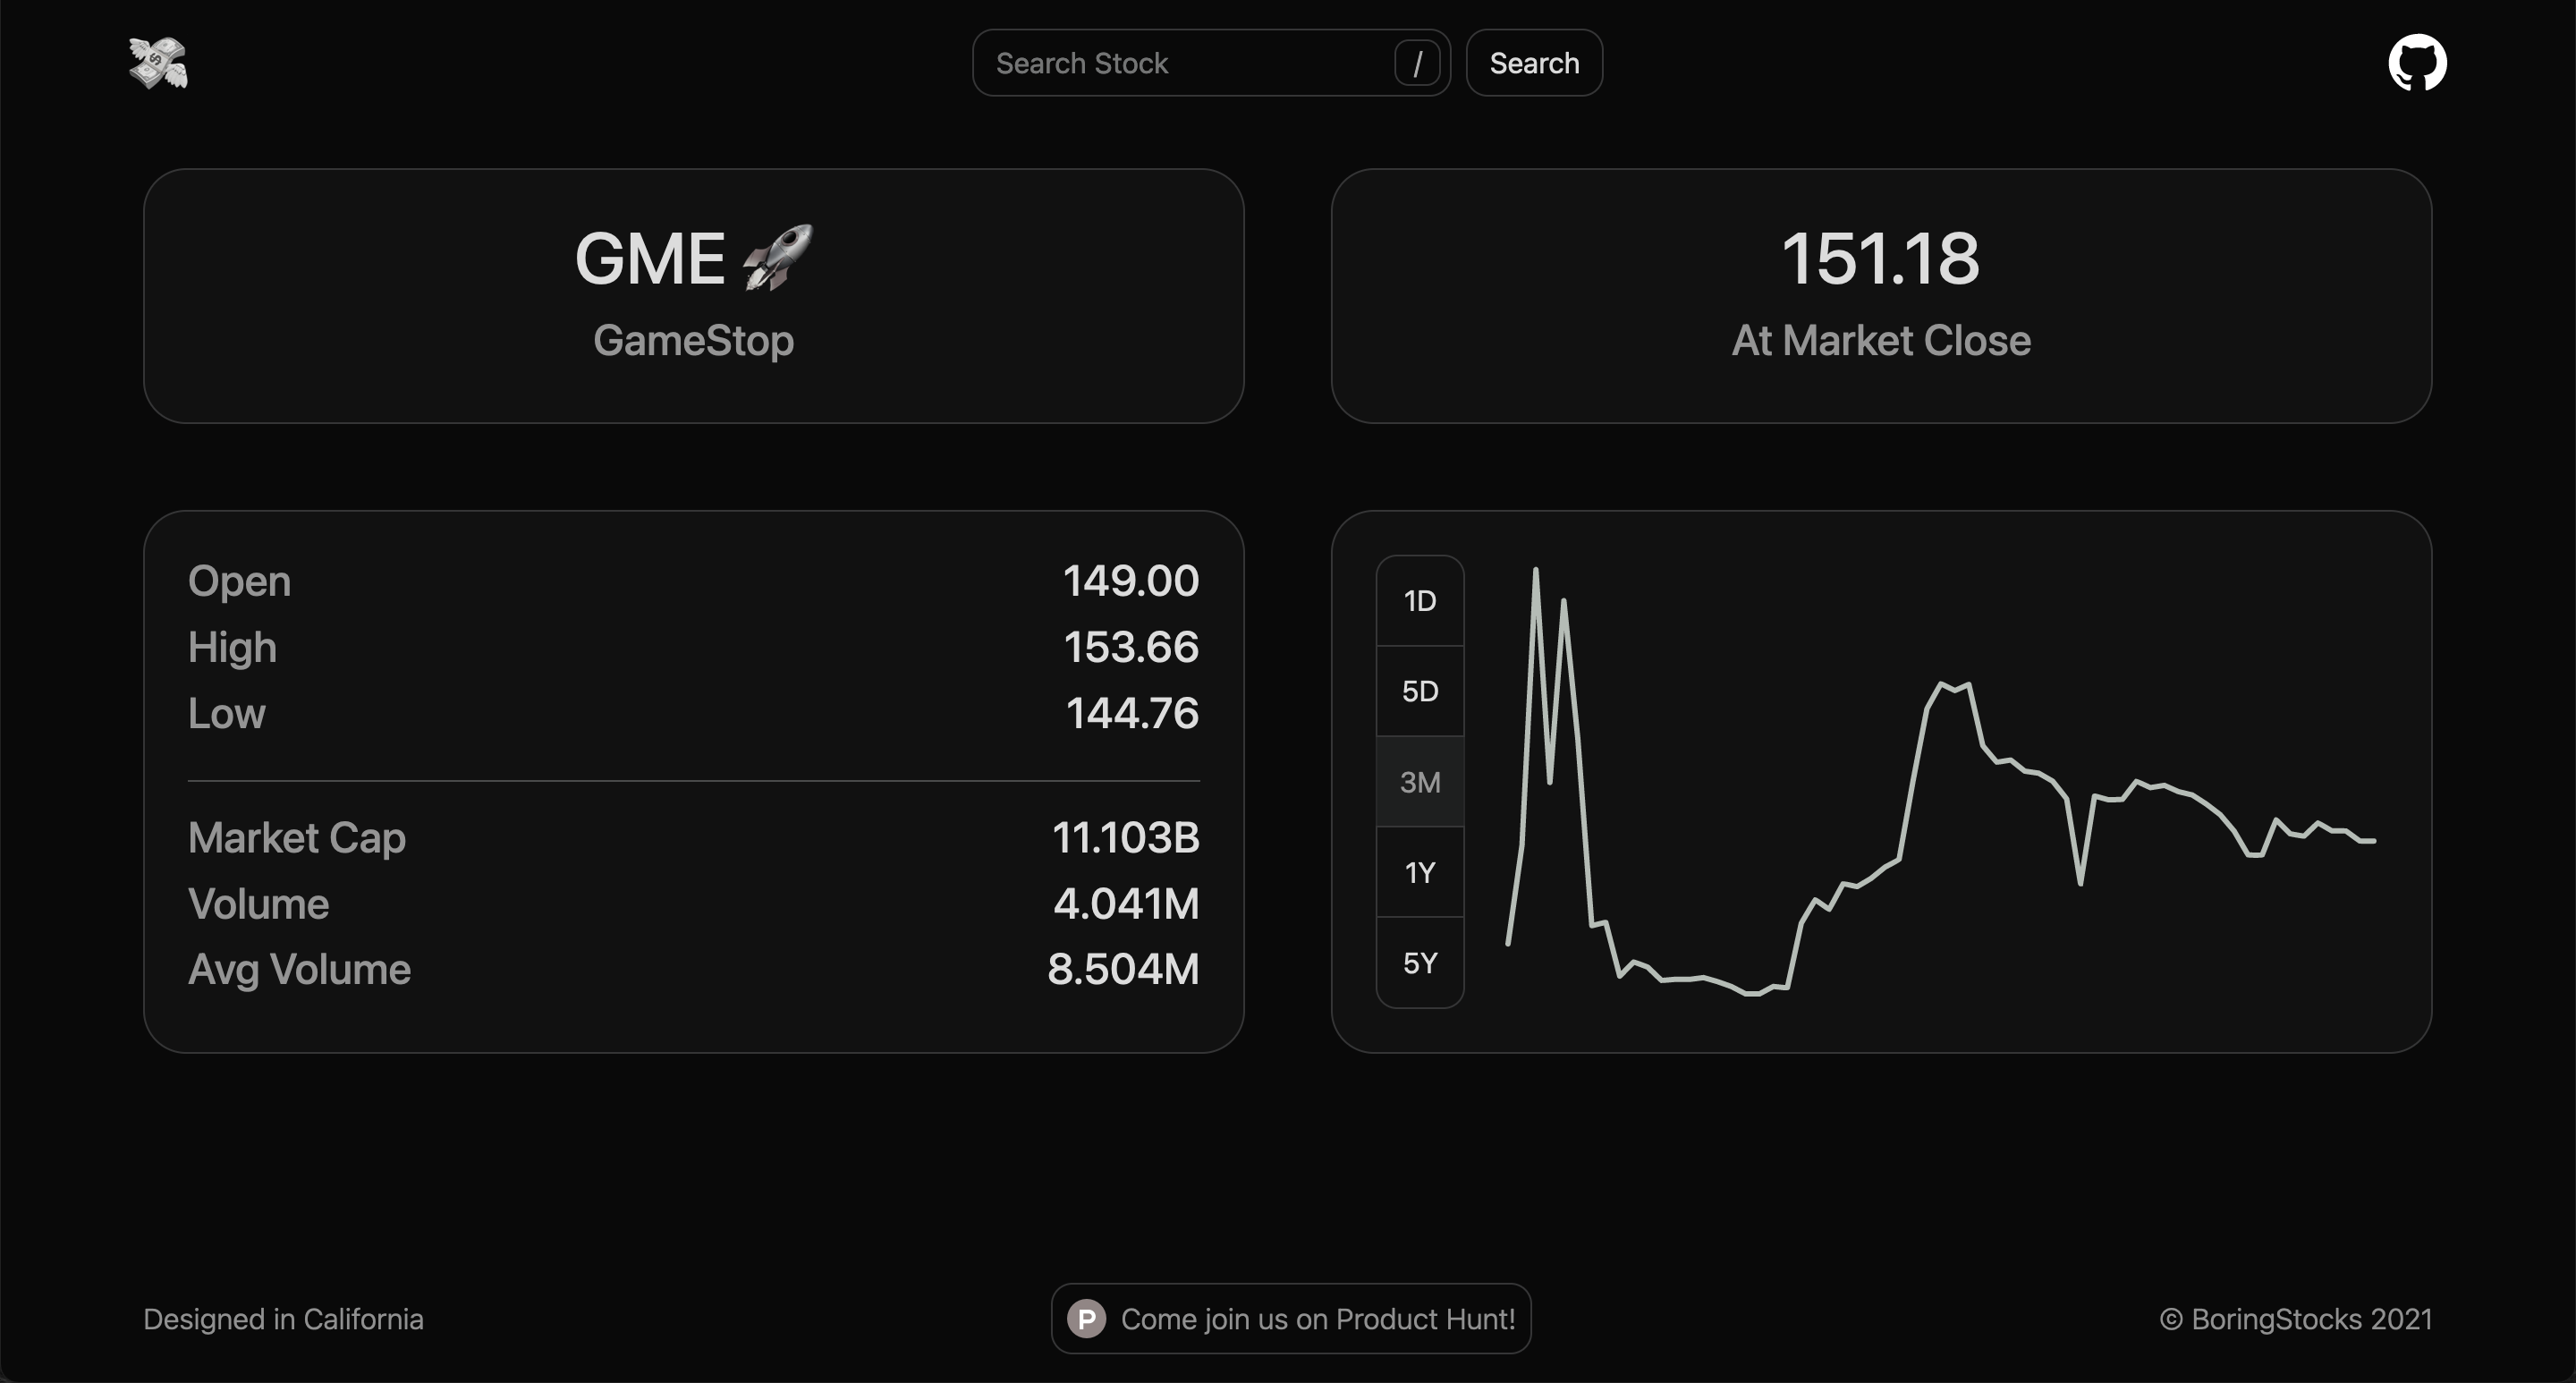 Search Stock
/
Search
GME 🚀
GameStop
151.18
At Market Close
Open 149.00
High 153.66
Low 144.76
Market Cap 11.103B
Volume 4.041M
Avg Volume 8.504M
1D
5D
3M
1Y
5Y
Designed in California
P Come join us on Product Hunt!
© BoringStocks 2021